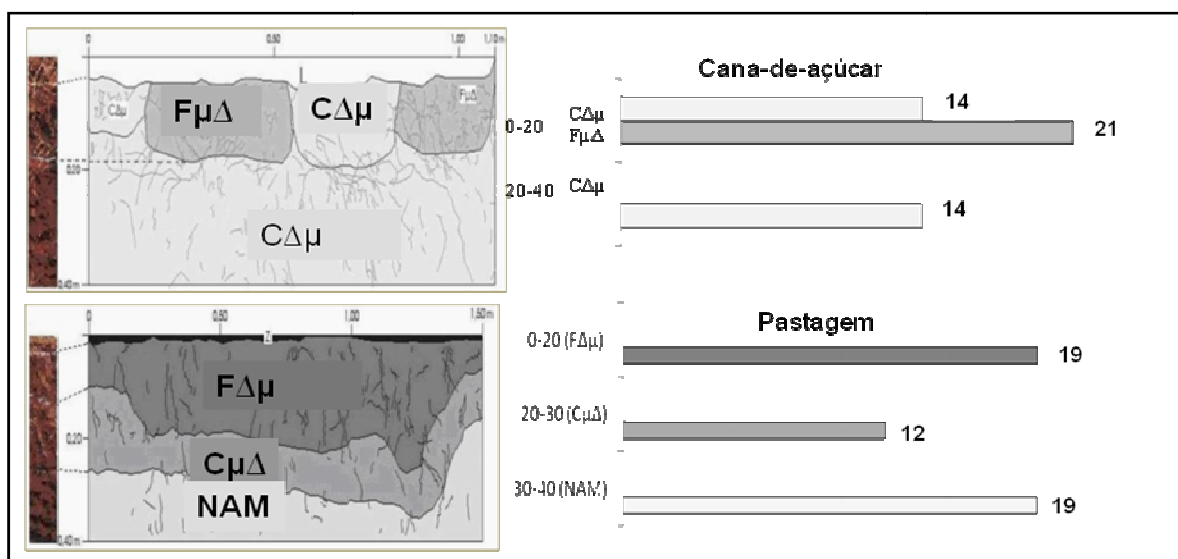 0 0,50 1,00 1,10m
L
CΔµ FµΔ CΔµ FµΔ
0,20
CΔµ
0,40m
Cana-de-açúcar
0-20 CΔµ 14
FµΔ 21
20-40 CΔµ 14
0 0,50 1,00 1,50m
Z
FΔµ
0,20
CµΔ
NAM
0,40m
Pastagem
0-20 (FΔµ) 19
20-30 (CµΔ) 12
30-40 (NAM) 19